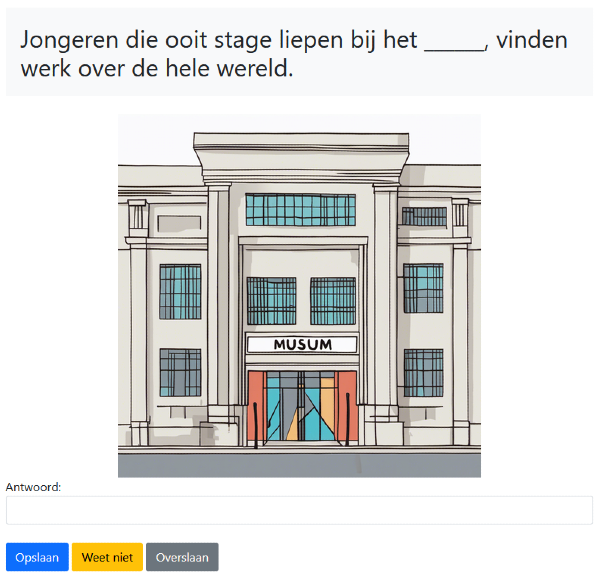 Jongeren die ooit stage liepen bij het ______, vinden
werk over de hele wereld.
MUSUM
Antwoord:
Opslaan
Weet niet
Overslaan